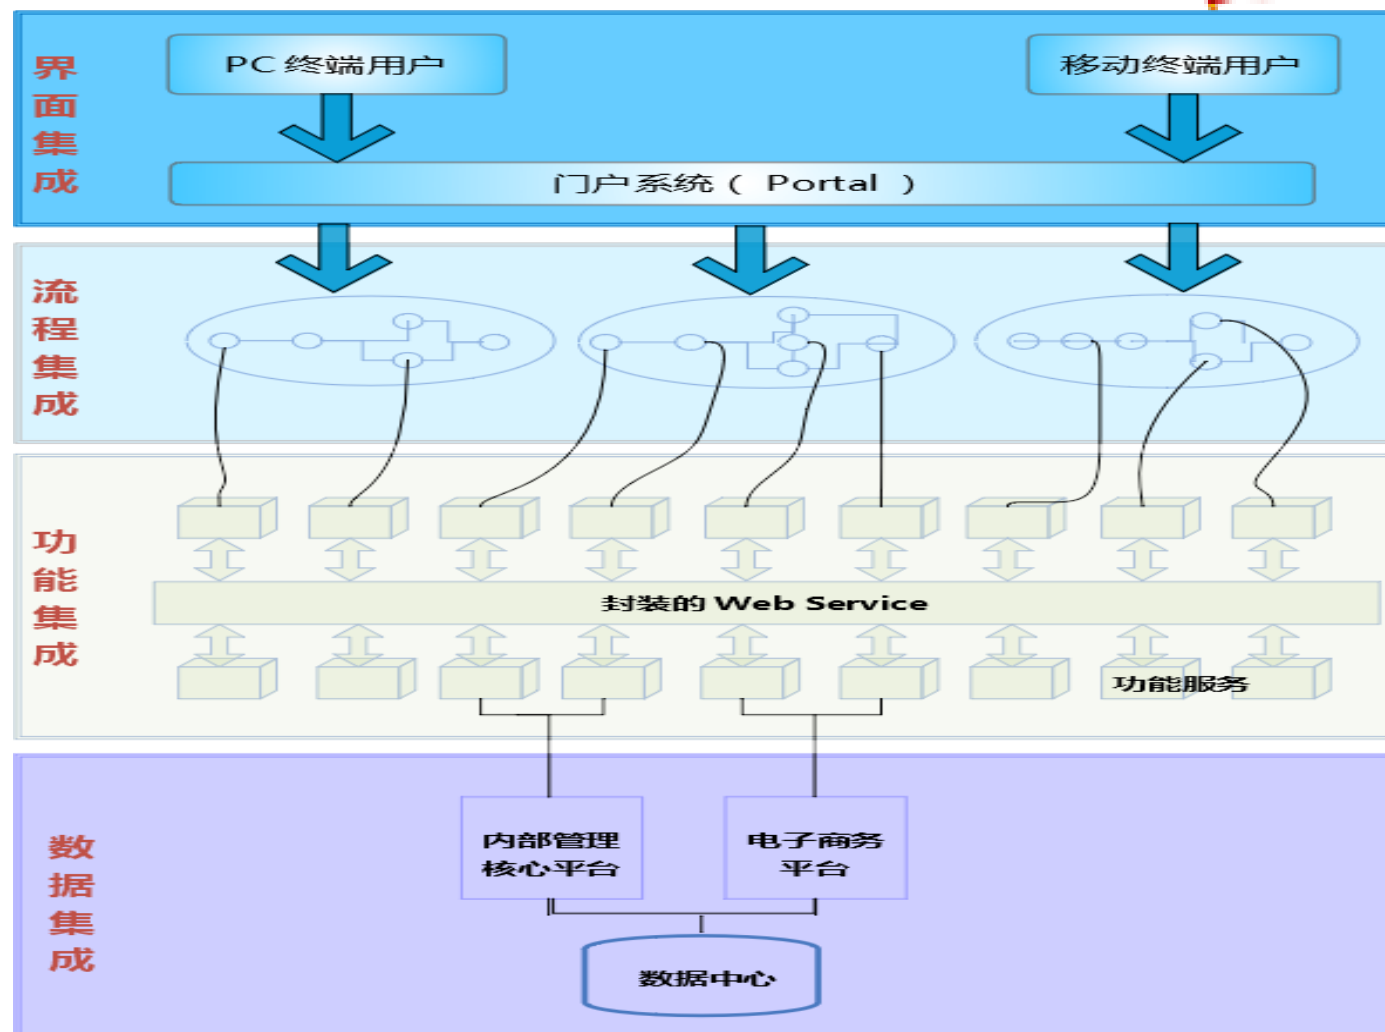 界面集成
PC 终端用户
移动终端用户
门户系统（ Portal ）
流程集成
功能集成
封装的 Web Service
功能服务
数据集成
内部管理
核心平台
电子商务
平台
数据中心